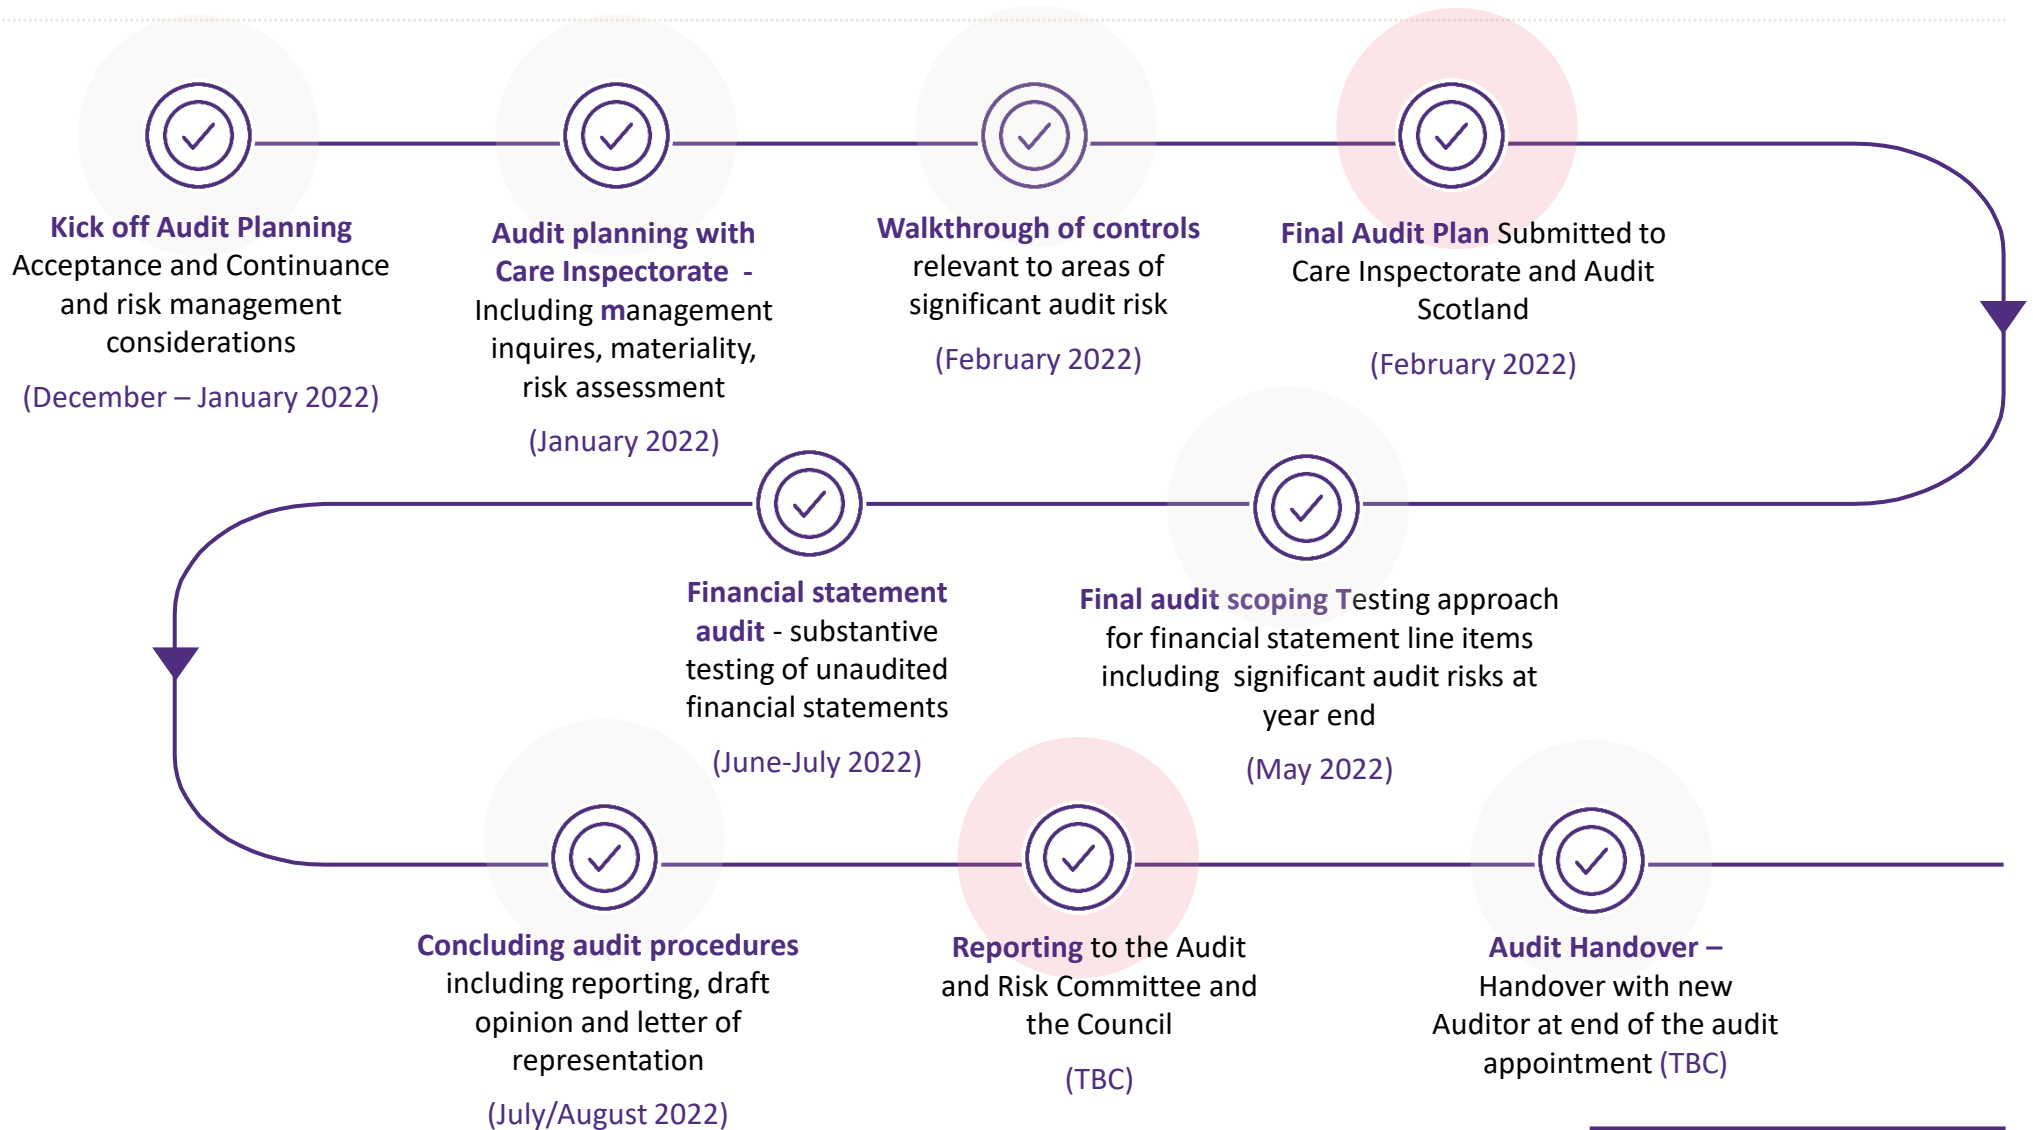 Kick off Audit Planning
Acceptance and Continuance
and risk management
considerations
(December – January 2022)
Audit planning with
Care Inspectorate -
Including management
inquires, materiality,
risk assessment
(January 2022)
Walkthrough of controls
relevant to areas of
significant audit risk
(February 2022)
Final Audit Plan Submitted to
Care Inspectorate and Audit
Scotland
(February 2022)
Final audit scoping Testing approach
for financial statement line items
including significant audit risks at
year end
(May 2022)
Financial statement
audit - substantive
testing of unaudited
financial statements
(June-July 2022)
Concluding audit procedures
including reporting, draft
opinion and letter of
representation
(July/August 2022)
Reporting to the Audit
and Risk Committee and
the Council
(TBC)
Audit Handover –
Handover with new
Auditor at end of the audit
appointment (TBC)